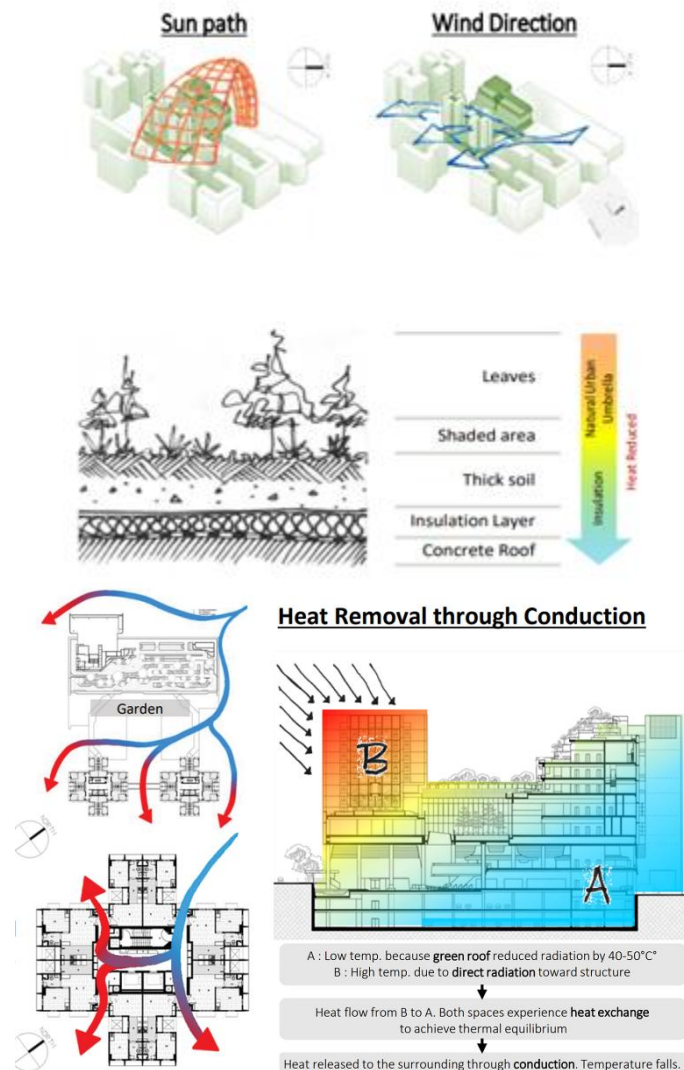 Sun path
Wind Direction
Leaves
Shaded area
Thick soil
Insulation Layer
Concrete Roof
Natural Urban
Umbrella
Insulation
Heat Reduced
Garden
NORTH
NORTH
Heat Removal through Conduction
B
A
A : Low temp. because green roof reduced radiation by 40-50°C°
B : High temp. due to direct radiation toward structure
Heat flow from B to A. Both spaces experience heat exchange
to achieve thermal equilibrium
Heat released to the surrounding through conduction. Temperature falls.